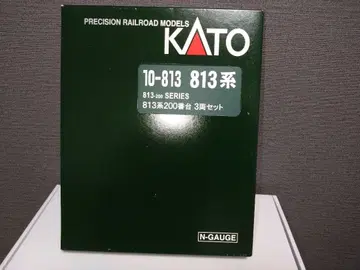 PRECISION RAILROAD MODELS
KATO
10-813 813系
813-200 SERIES
813系200番台 3両セット
N-GAUGE